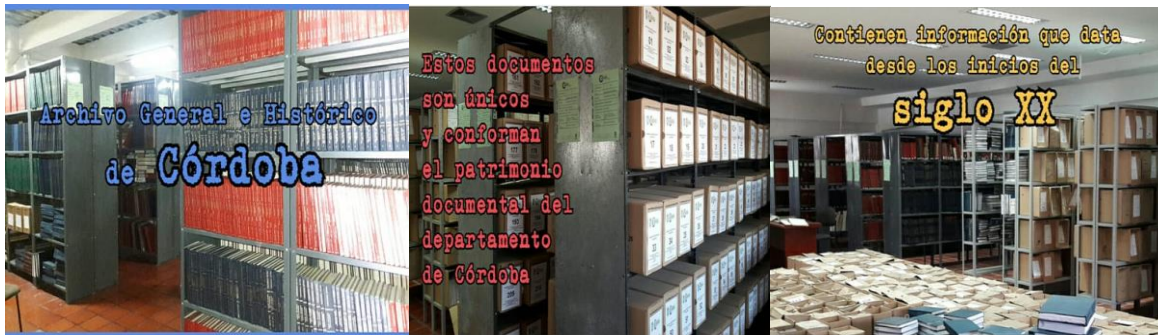 Archivo General e Histórico
de Córdoba
Estos documentos
son únicos
y conforman
el patrimonio
documental del
departamento
de Córdoba
Contienen información que data
desde los inicios del
siglo XX